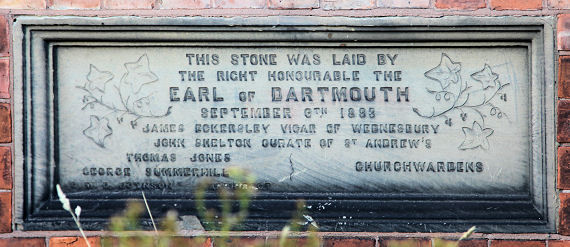 THIS STONE WAS LAID BY
THE RIGHT HONOURABLE THE
EARL OF DARTMOUTH
SEPTEMBER 6TH 1893
JAMES ECKERSLEY VICAR OF WEDNESBURY
JOHN SHELTON CURATE OF ST ANDREW'S
THOMAS JONES
GEORGE SUMMERHILL CHURCHWARDENS